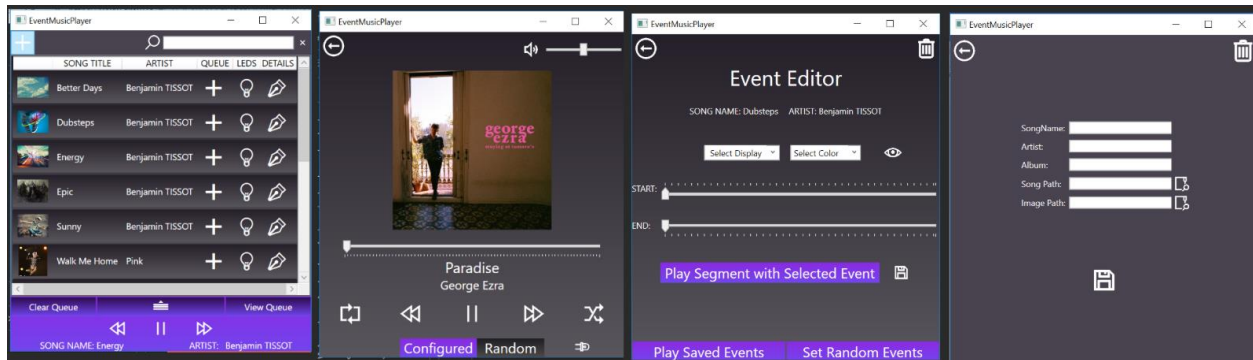 EventMusicPlayer
SONG TITLE ARTIST QUEUE LEDS DETAILS
Better Days Benjamin TISSOT
Dubsteps Benjamin TISSOT
Energy Benjamin TISSOT
Epic Benjamin TISSOT
Sunny Benjamin TISSOT
Walk Me Home Pink
Clear Queue View Queue
SONG NAME: Energy ARTIST: Benjamin TISSOT
EventMusicPlayer
george
ezra
Paradise
George Ezra
Configured Random
EventMusicPlayer
Event Editor
SONG NAME: Dubsteps ARTIST: Benjamin TISSOT
Select Display Select Color
START:
END:
Play Segment with Selected Event
Play Saved Events Set Random Events
EventMusicPlayer
SongName:
Artist:
Album:
Song Path:
Image Path: